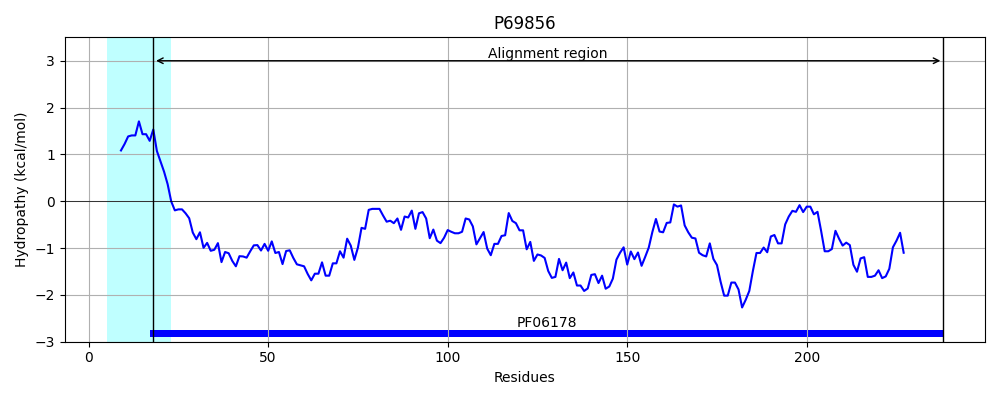 P69856
Hydropathy (kcal/mol)
3
2
1
0
−1
−2
−3
Alignment region
PF06178
0 50 100 150 200
Residues